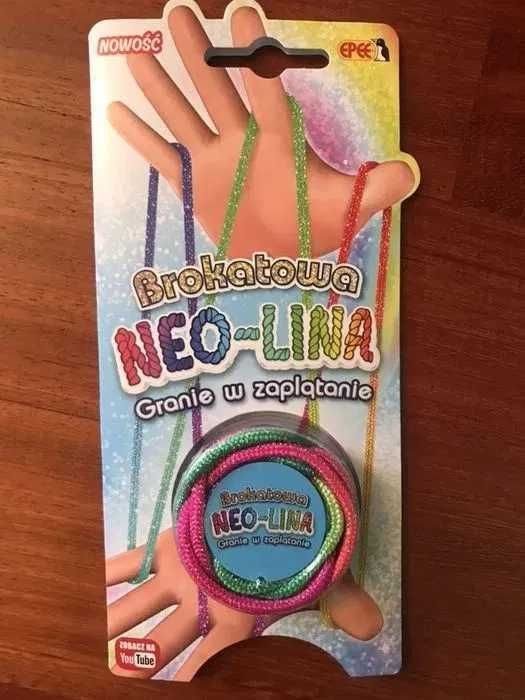 NOWOŚĆ
EPEE
Brokatowa
NEO-LINA
Granie w zaplątanie
Brokatowa
NEO-LINA
Granie w zaplątanie
ZOBACZ NA
YouTube